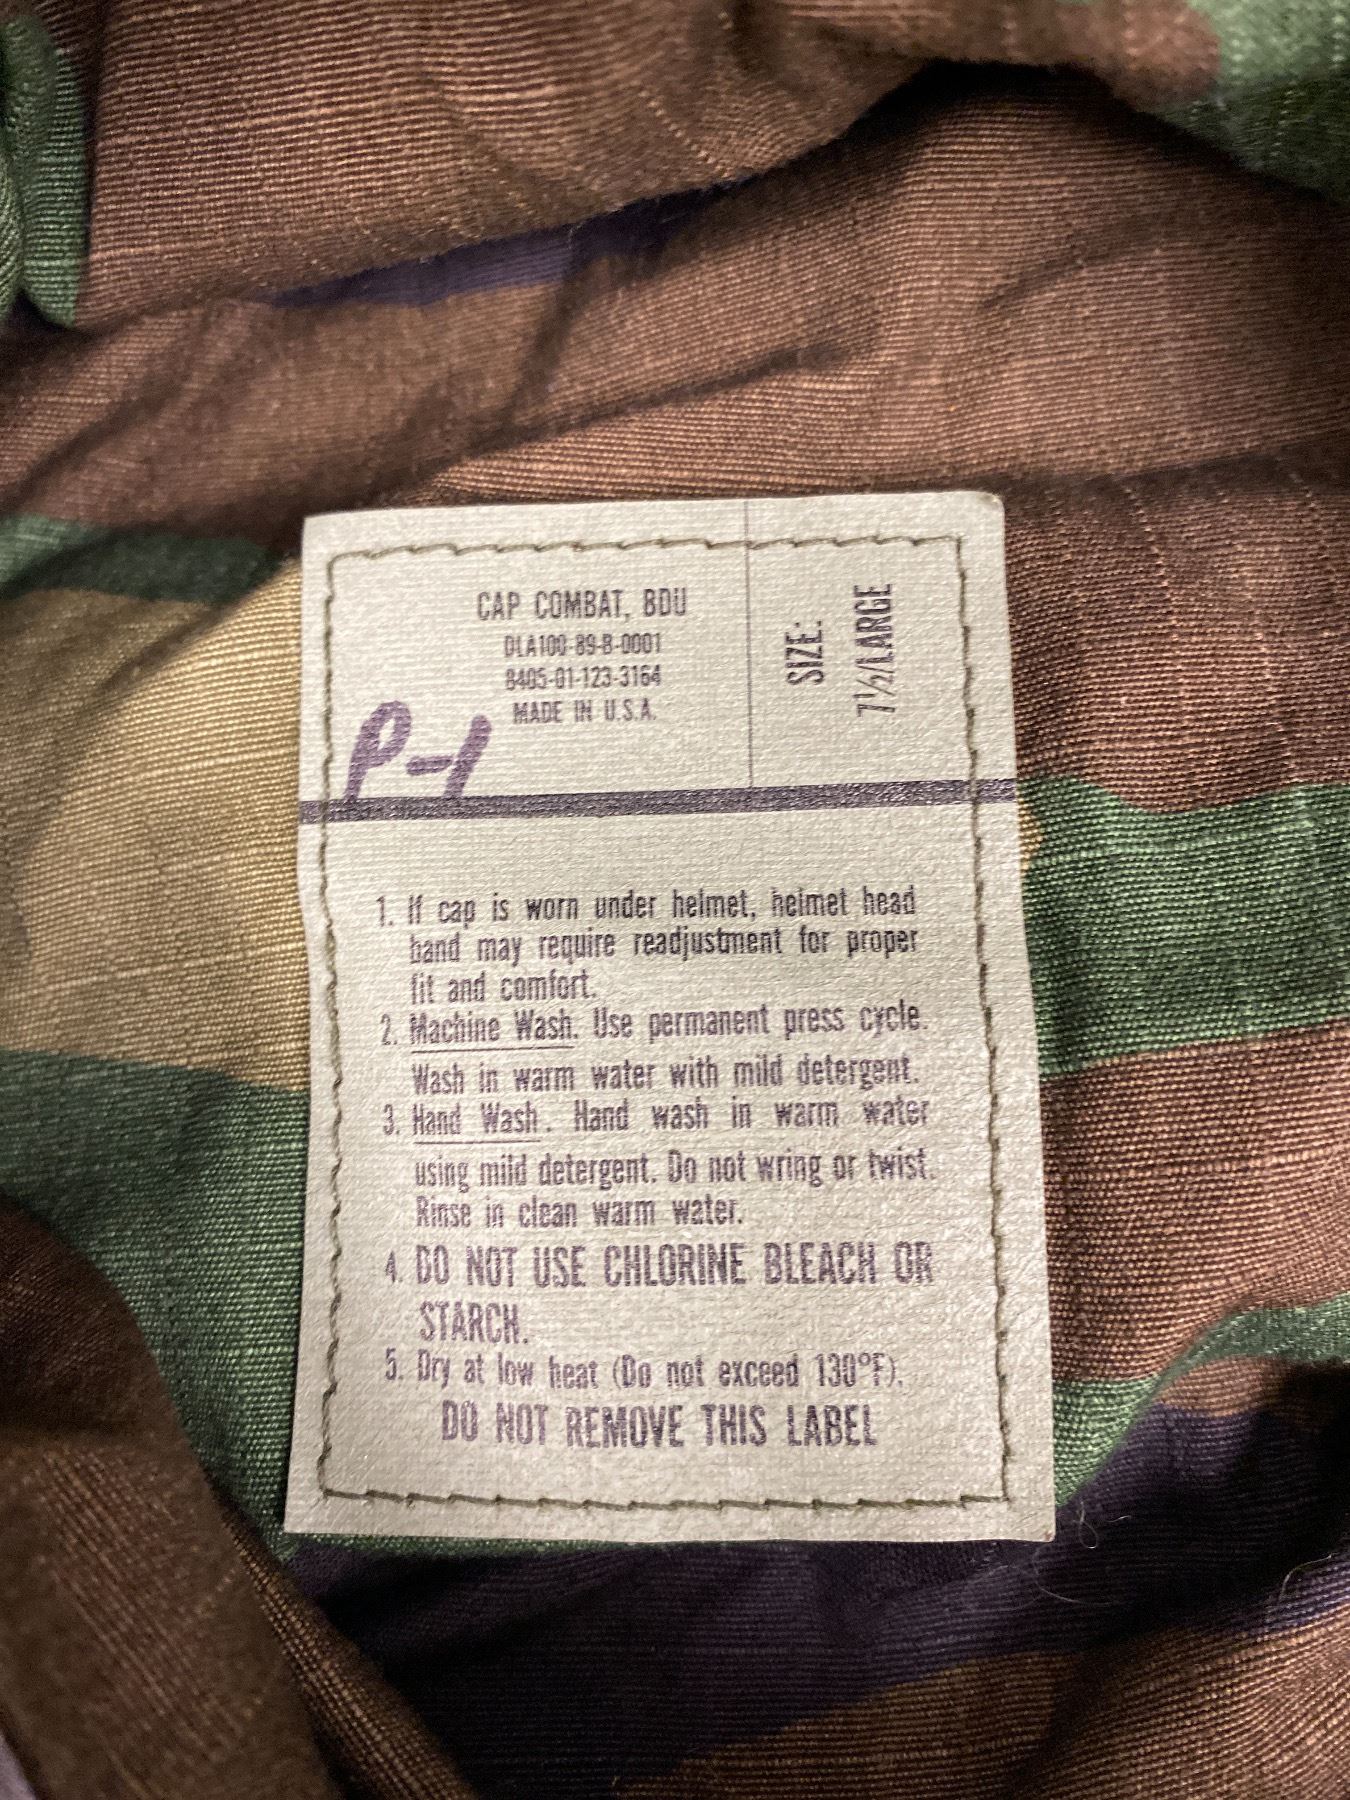 CAP COMBAT, BDU
DLA100-89-B-0001
8405-01-123-3164
MADE IN U.S.A.
SIZE:
7½/LARGE
P-1
1. If cap is worn under helmet, helmet head
band may require readjustment for proper
fit and comfort.
2. Machine Wash. Use permanent press cycle.
Wash in warm water with mild detergent.
3. Hand Wash. Hand wash in warm water
using mild detergent. Do not wring or twist.
Rinse in clean warm water.
4. DO NOT USE CHLORINE BLEACH OR
STARCH.
5. Dry at low heat (Do not exceed 130°F).
DO NOT REMOVE THIS LABEL